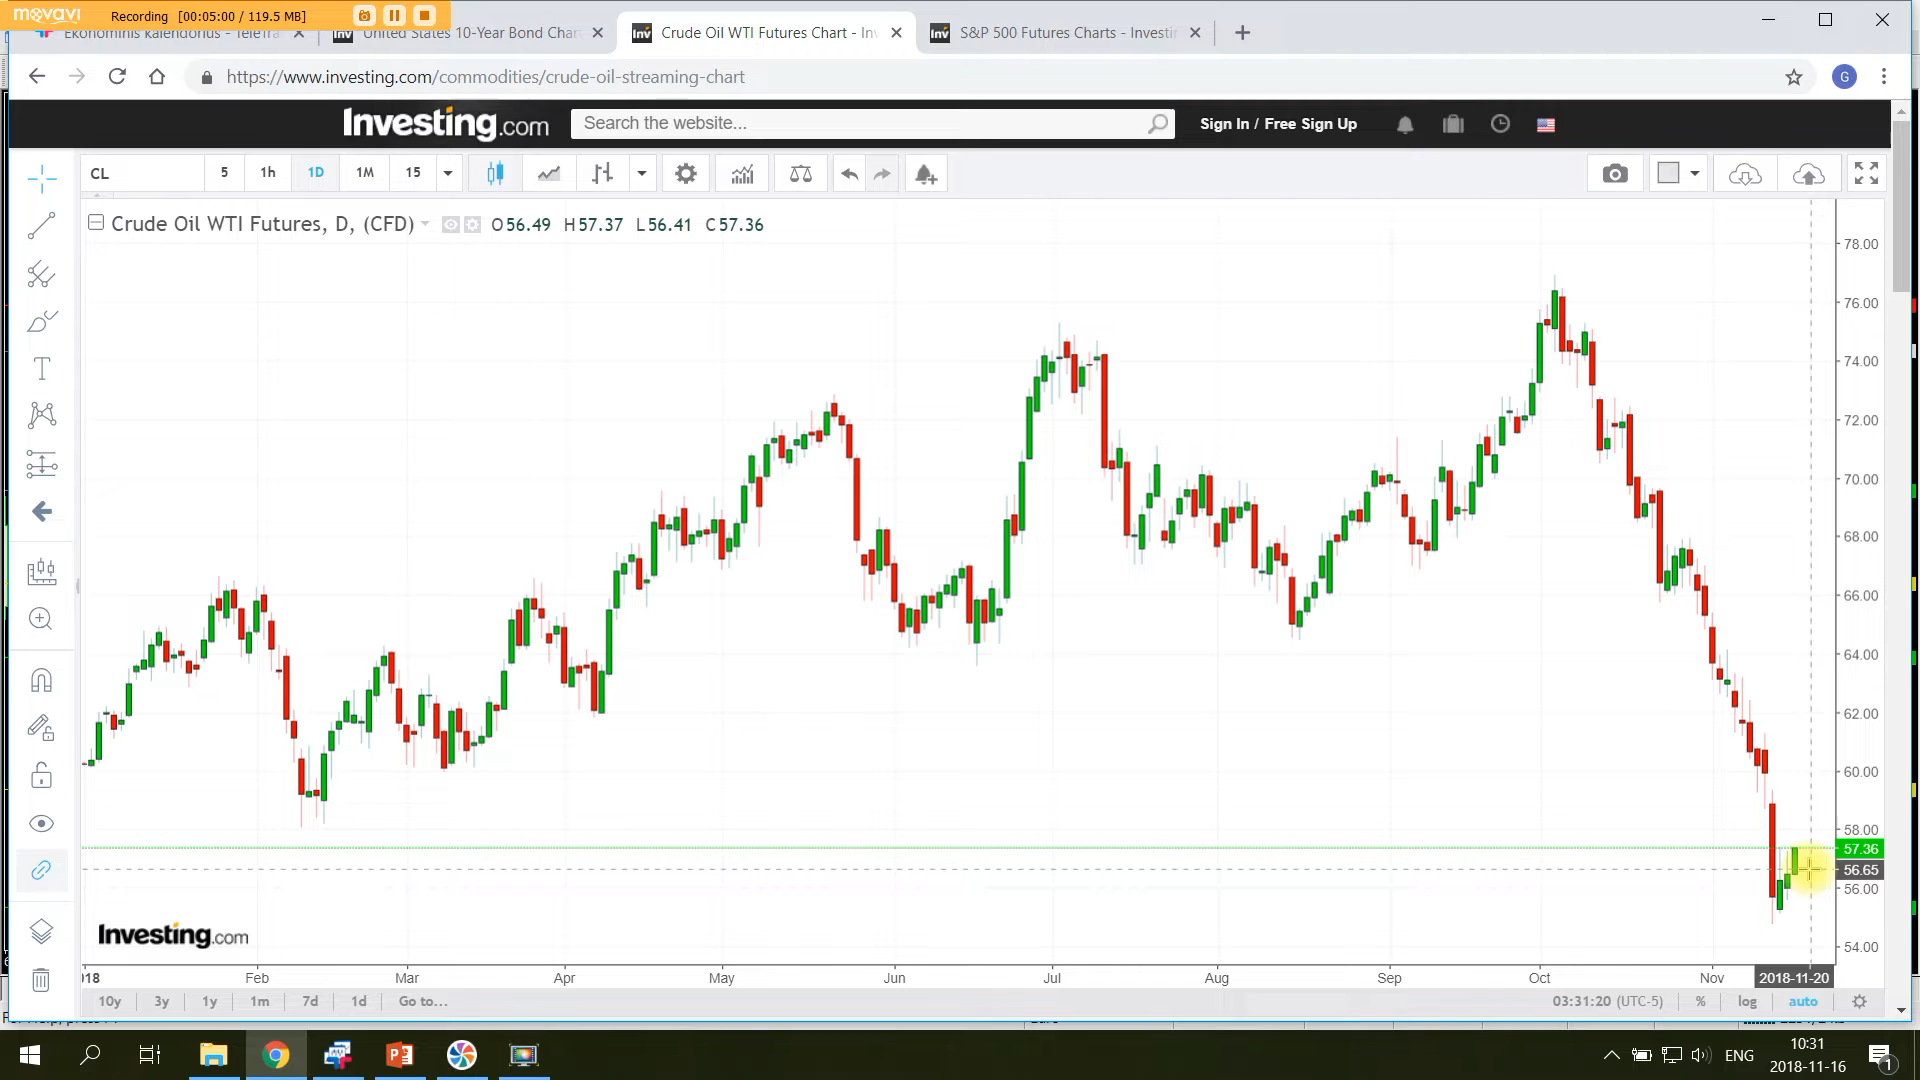 movavi Recording [00:05:00 / 119.5 MB]
Ekonominis kalendorius - TeleTra
United States 10-Year Bond Char
Crude Oil WTI Futures Chart - Inv
S&P 500 Futures Charts - Investin
https://www.investing.com/commodities/crude-oil-streaming-chart
G
Investing.com
Search the website...
Sign In / Free Sign Up
CL 5 1h 1D 1M 15
Crude Oil WTI Futures, D, (CFD) O56.49 H57.37 L56.41 C57.36
78.00
76.00
74.00
72.00
70.00
68.00
66.00
64.00
62.00
60.00
58.00
57.36
56.65
56.00
54.00
Investing.com
2018-11-20
Feb Mar Apr May Jun Jul Aug Sep Oct Nov
10y 3y 1y 1m 7d 1d Go to... 03:31:20 (UTC-5) % log auto
ENG
10:31
2018-11-16
1